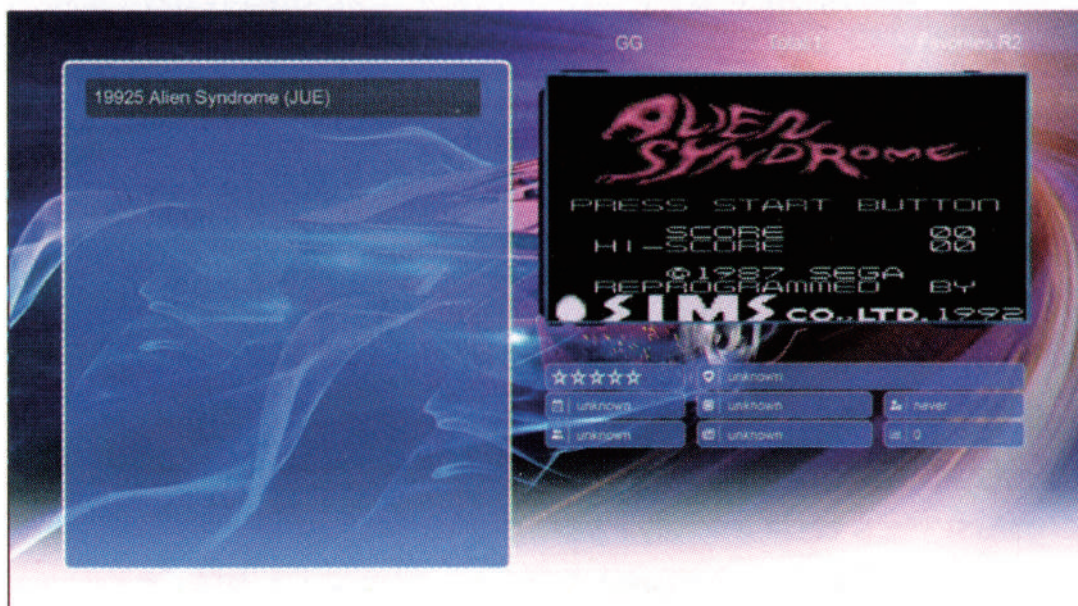 GG Total 1 Favorites R2
19925 Alien Syndrome (JUE)
ALIEN
SYNDROME
PRESS START BUTTON
SCORE 00
HI-SCORE 00
©1987 SEGA
REPROGRAMMED BY
SIMS CO.,LTD. 1992
unknown
unknown unknown never
unknown unknown 0